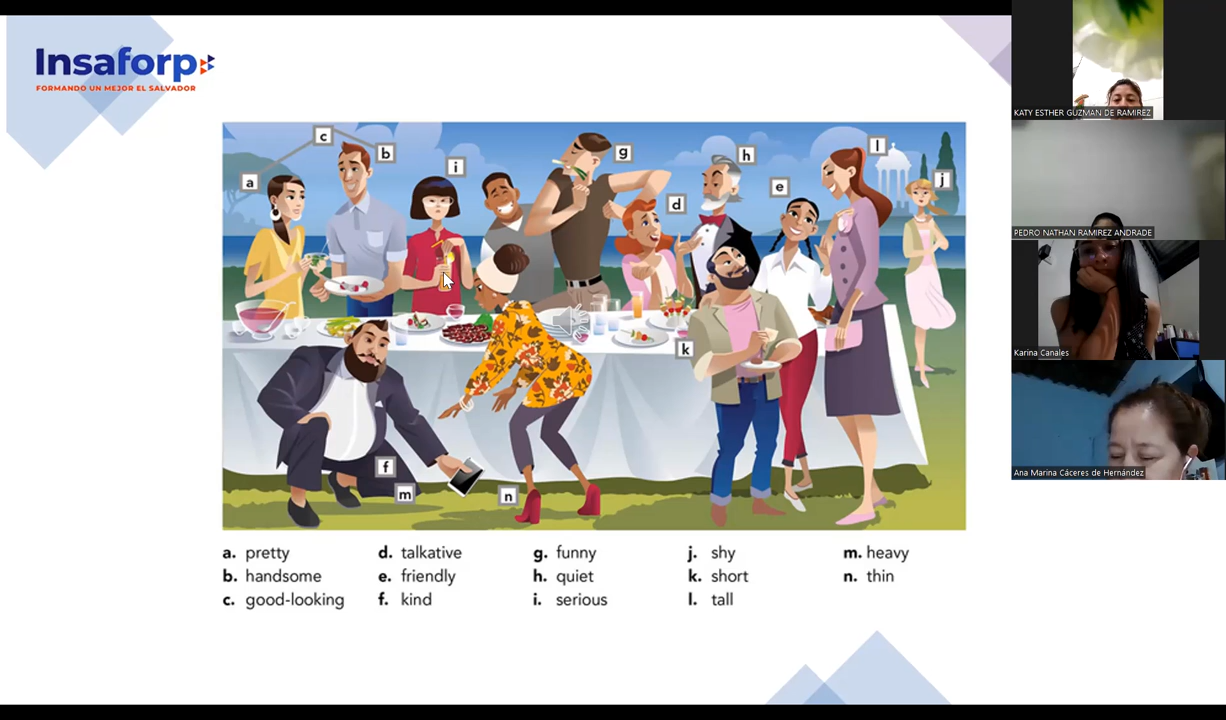 Insaforp
FORMANDO UN MEJOR EL SALVADOR
c
b
i
g
h
l
a
d
e
j
k
f
m
n
a. pretty
b. handsome
c. good-looking
d. talkative
e. friendly
f. kind
g. funny
h. quiet
i. serious
j. shy
k. short
l. tall
m. heavy
n. thin
KATY ESTHER GUZMAN DE RAMIREZ
PEDRO NATHAN RAMIREZ ANDRADE
Karina Canales
Ana Marina Cáceres de Hernández